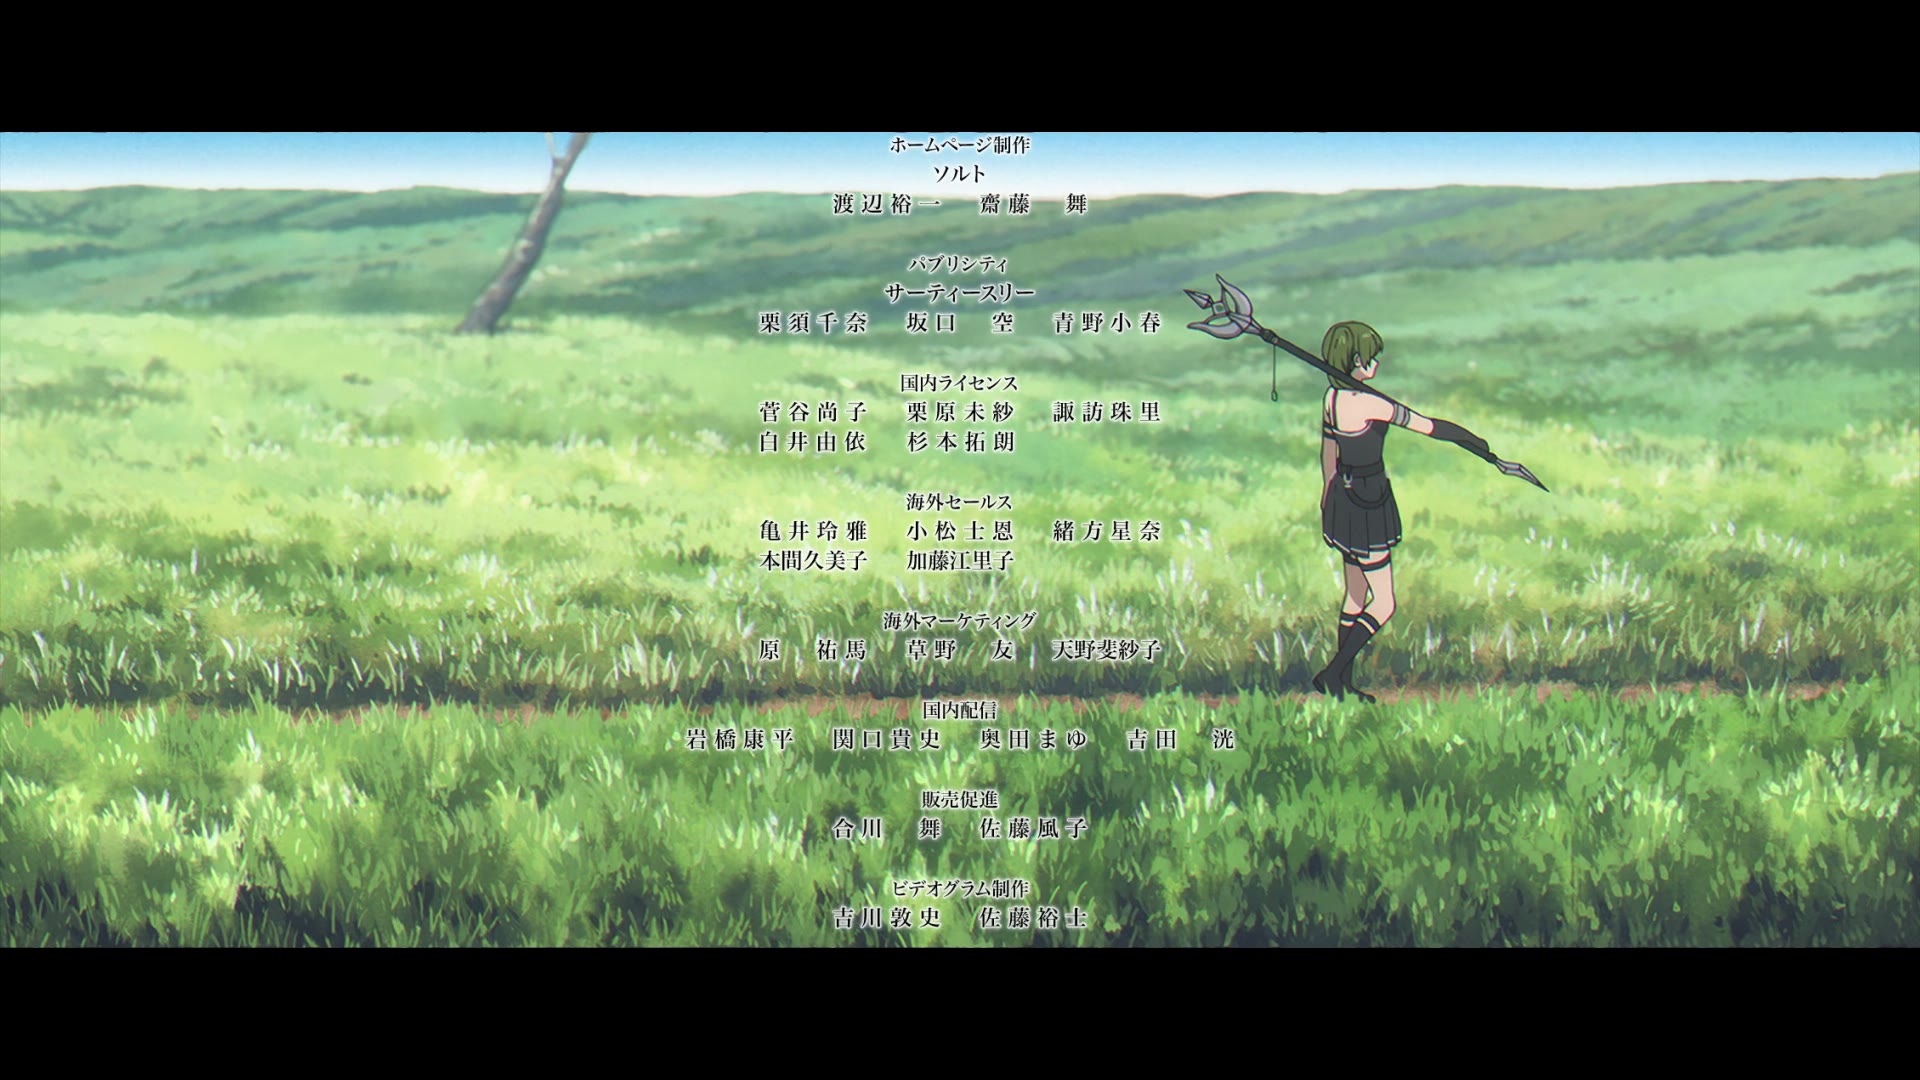 ホームページ制作
ソルト
渡辺裕一 齋藤 舞
パブリシティ
サーティースリー
栗須千奈 坂口 空 青野小春
国内ライセンス
菅谷尚子 栗原未紗 諏訪珠里
白井由依 杉本拓朗
海外セールス
亀井玲雅 小松士恩 緒方星奈
本間久美子 加藤江里子
海外マーケティング
原 祐馬 草野 友 天野斐紗子
国内配信
岩橋康平 関口貴史 奥田まゆ 吉田 洸
販売促進
合川 舞 佐藤風子
ビデオグラム制作
吉川敦史 佐藤裕士